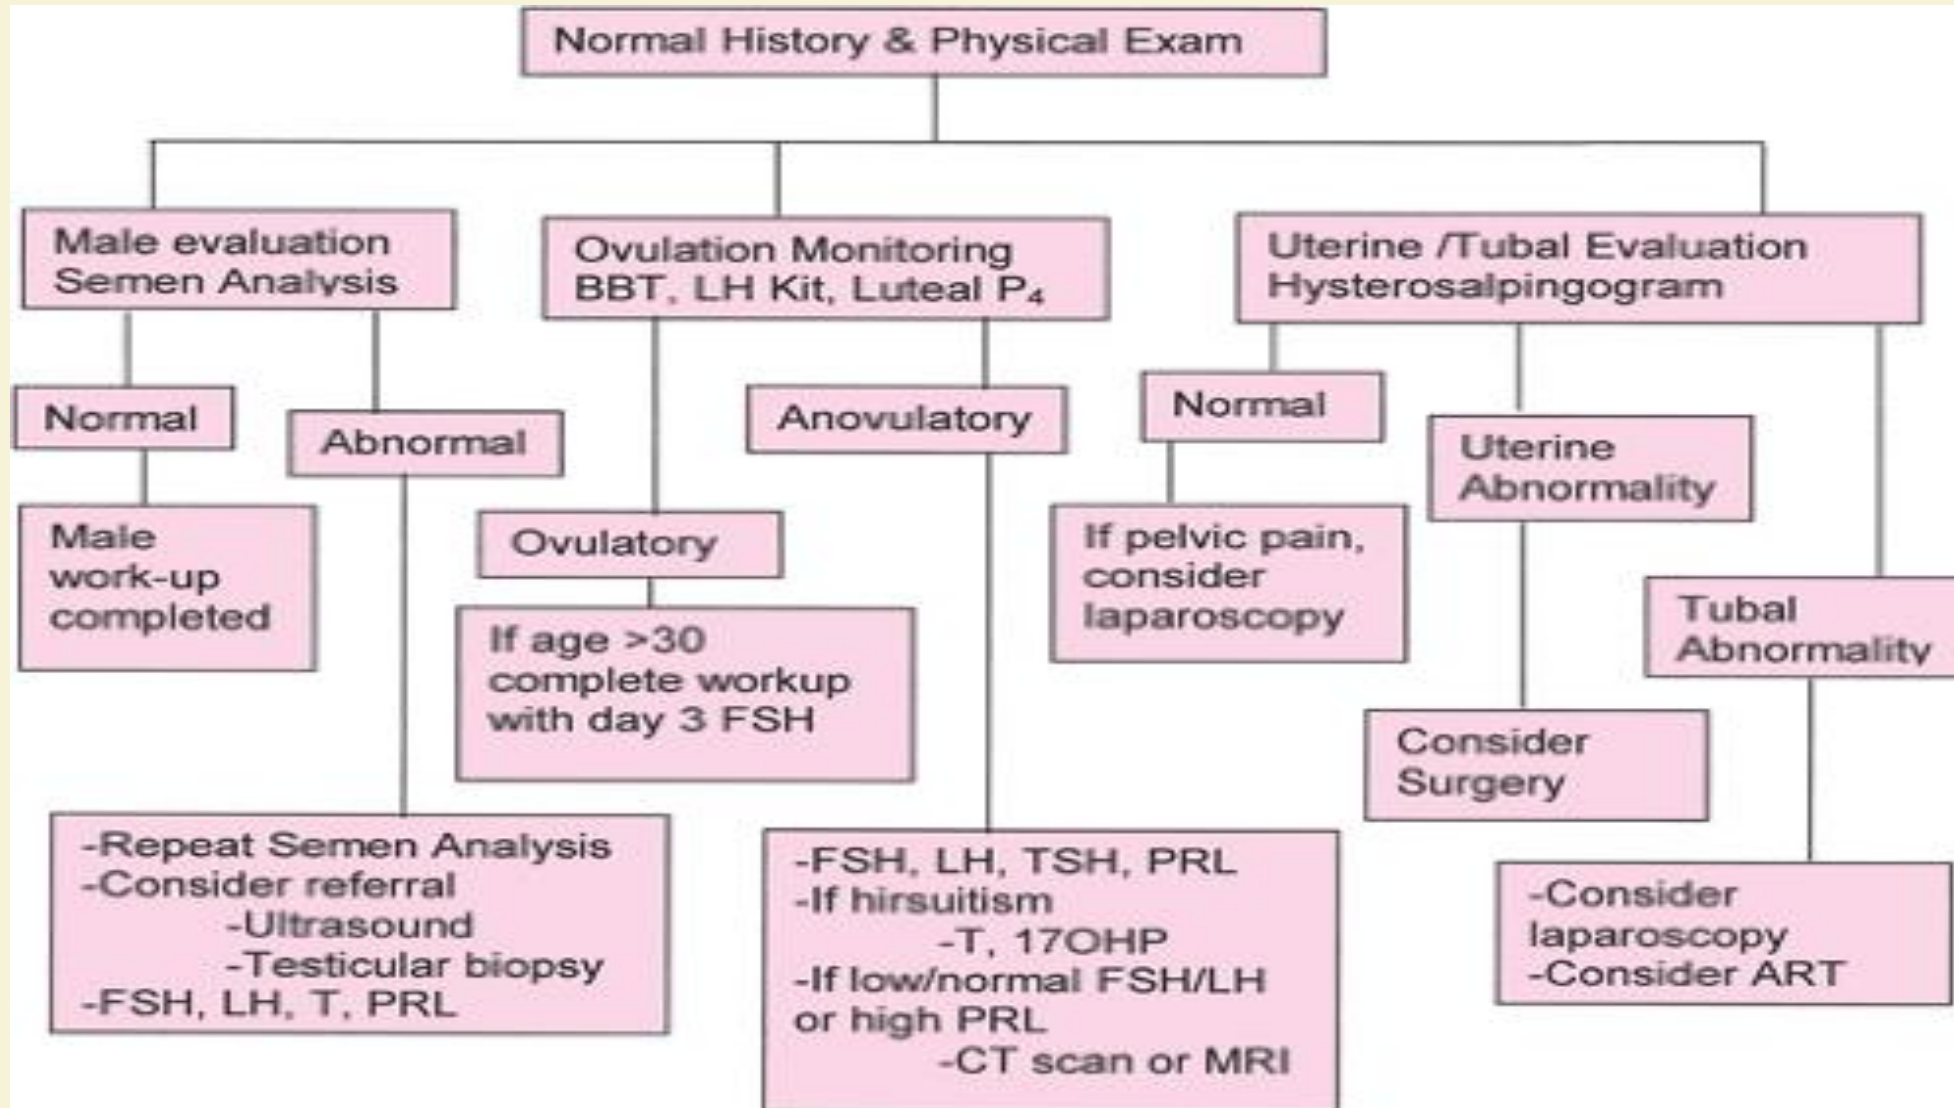 Normal History & Physical Exam
Male evaluation
Semen Analysis
Ovulation Monitoring
BBT, LH Kit, Luteal P₄
Uterine /Tubal Evaluation
Hysterosalpingogram
Normal
Abnormal
Male
work-up
completed
-Repeat Semen Analysis
-Consider referral
-Ultrasound
-Testicular biopsy
-FSH, LH, T, PRL
Ovulatory
Anovulatory
If age >30
complete workup
with day 3 FSH
-FSH, LH, TSH, PRL
-If hirsuitism
-T, 17OHP
-If low/normal FSH/LH
or high PRL
-CT scan or MRI
Normal
Uterine
Abnormality
Tubal
Abnormality
If pelvic pain,
consider
laparoscopy
Consider
Surgery
-Consider
laparoscopy
-Consider ART